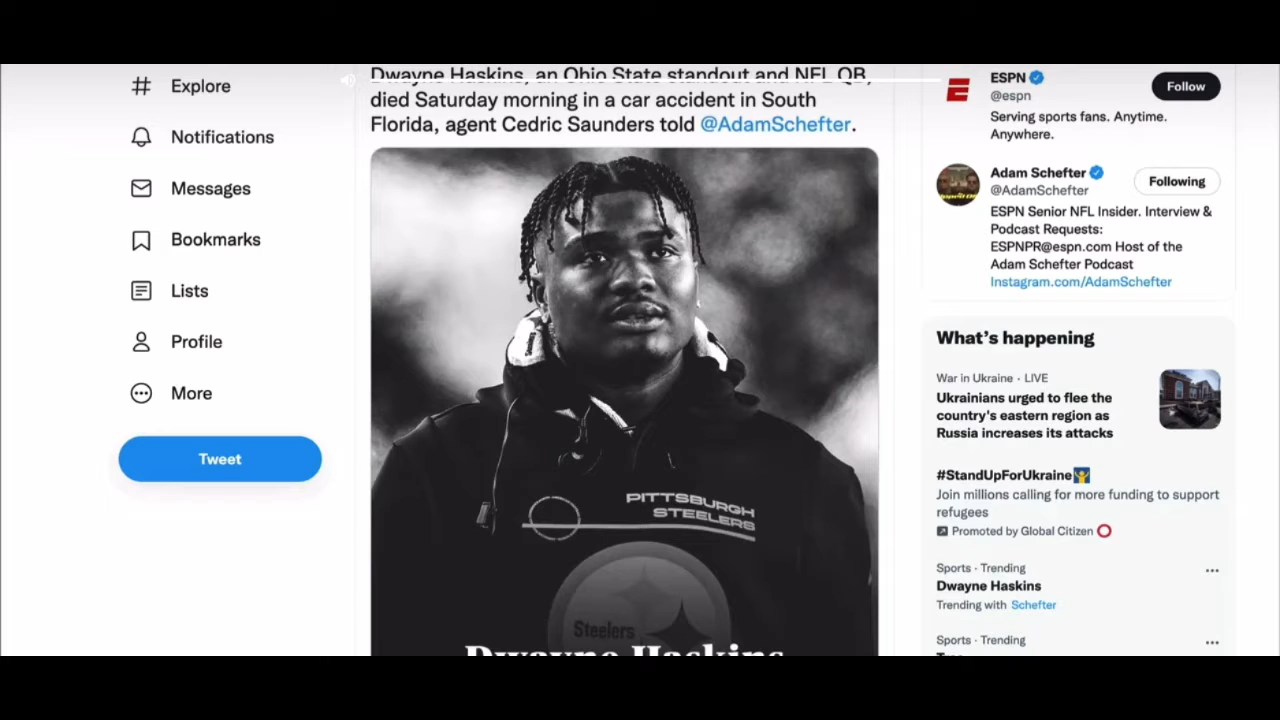 Explore
Notifications
Messages
Bookmarks
Lists
Profile
More
Tweet
Dwayne Haskins, an Ohio State standout and NFL QB,
died Saturday morning in a car accident in South
Florida, agent Cedric Saunders told @AdamSchefter.
PITTSBURGH
STEELERS
Steelers
Dwayne Haskins
ESPN
@espn
Follow
Serving sports fans. Anytime.
Anywhere.
Adam Schefter
@AdamSchefter
Following
ESPN Senior NFL Insider. Interview &
Podcast Requests:
ESPNPR@espn.com Host of the
Adam Schefter Podcast
Instagram.com/AdamSchefter
What's happening
War in Ukraine · LIVE
Ukrainians urged to flee the
country's eastern region as
Russia increases its attacks
#StandUpForUkraine
Join millions calling for more funding to support
refugees
Promoted by Global Citizen
Sports · Trending
Dwayne Haskins
Trending with Schefter
Sports · Trending